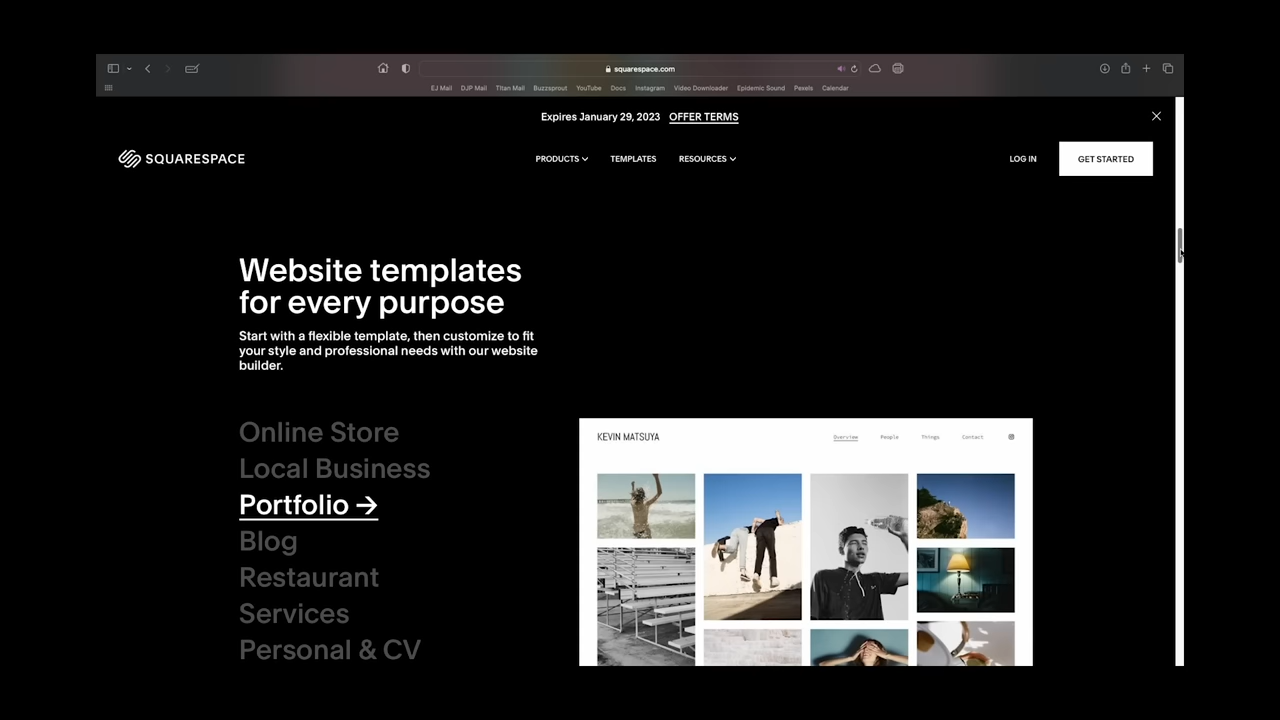 squarespace.com
EJ Mail DJP Mail Titan Mail Buzzsprout YouTube Docs Instagram Video Downloader Epidemic Sound Pexels Calendar
Expires January 29, 2023 OFFER TERMS
SQUARESPACE PRODUCTS TEMPLATES RESOURCES LOG IN GET STARTED
Website templates
for every purpose
Start with a flexible template, then customize to fit
your style and professional needs with our website
builder.
Online Store
Local Business
Portfolio →
Blog
Restaurant
Services
Personal & CV
KEVIN MATSUYA Overview People Things Contact